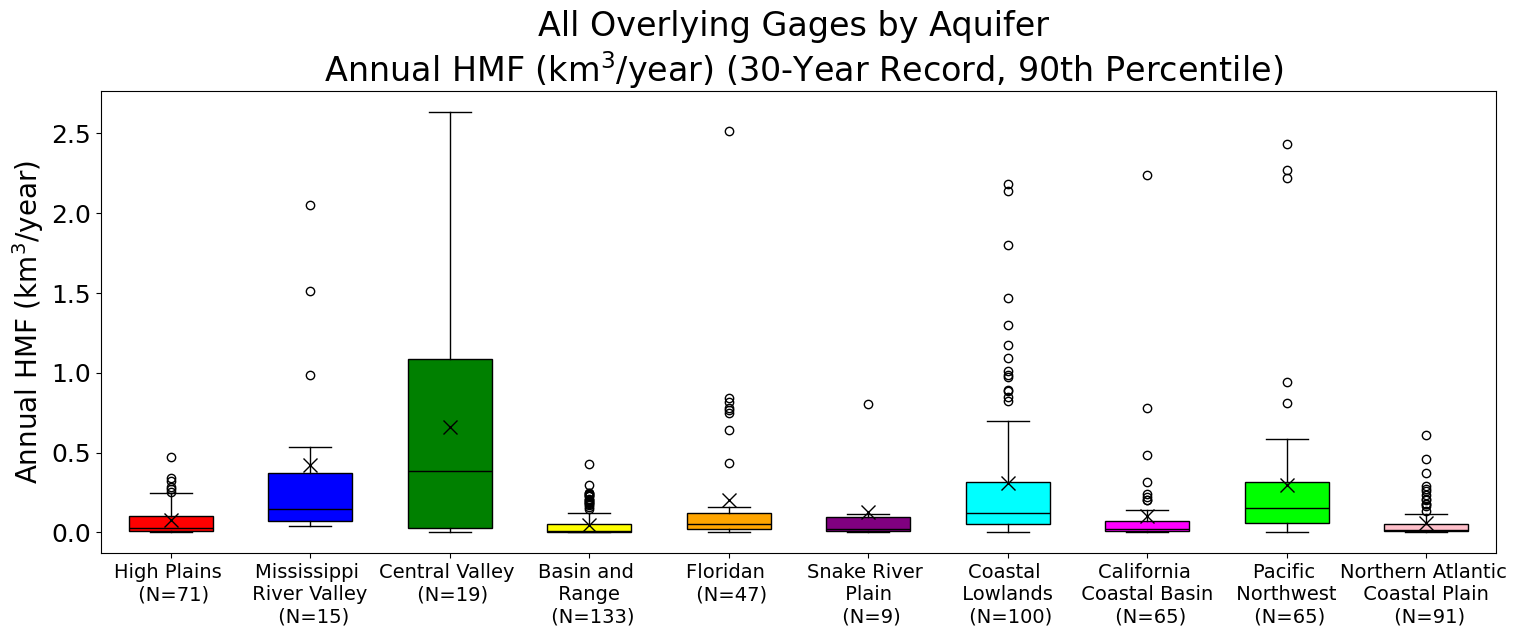 All Overlying Gages by Aquifer
Annual HMF (km³/year) (30-Year Record, 90th Percentile)
Annual HMF (km³/year)
2.5
2.0
1.5
1.0
0.5
0.0
High Plains
(N=71)
Mississippi
River Valley
(N=15)
Central Valley
(N=19)
Basin and
Range
(N=133)
Floridan
(N=47)
Snake River
Plain
(N=9)
Coastal
Lowlands
(N=100)
California
Coastal Basin
(N=65)
Pacific
Northwest
(N=65)
Northern Atlantic
Coastal Plain
(N=91)